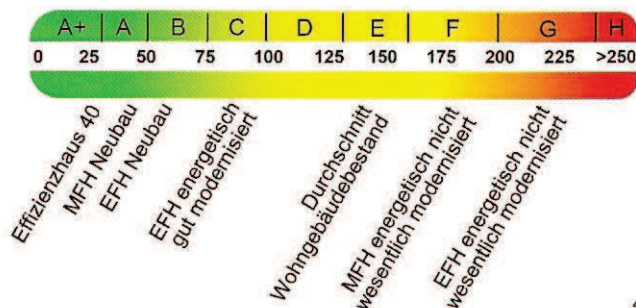 A+ A B C D E F G H
0 25 50 75 100 125 150 175 200 225 >250
Effizienzhaus 40
MFH Neubau
EFH Neubau
EFH energetisch
gut modernisiert
Durchschnitt
Wohngebäudebestand
MFH energetisch nicht
wesentlich modernisiert
EFH energetisch nicht
wesentlich modernisiert